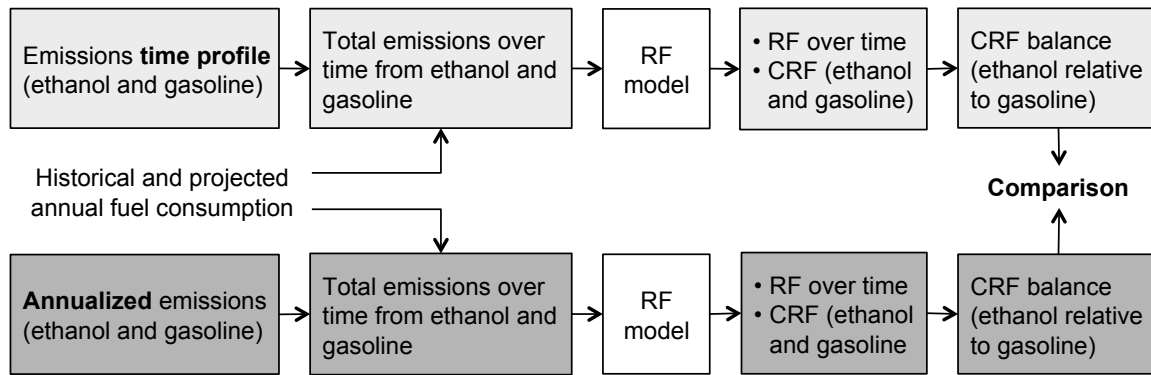 Emissions time profile
(ethanol and gasoline)
Total emissions over
time from ethanol and
gasoline
RF
model
• RF over time
• CRF (ethanol
and gasoline)
CRF balance
(ethanol relative
to gasoline)
Historical and projected
annual fuel consumption
Comparison
Annualized emissions
(ethanol and gasoline)
Total emissions over
time from ethanol and
gasoline
RF
model
• RF over time
• CRF (ethanol
and gasoline
CRF balance
(ethanol relative
to gasoline)